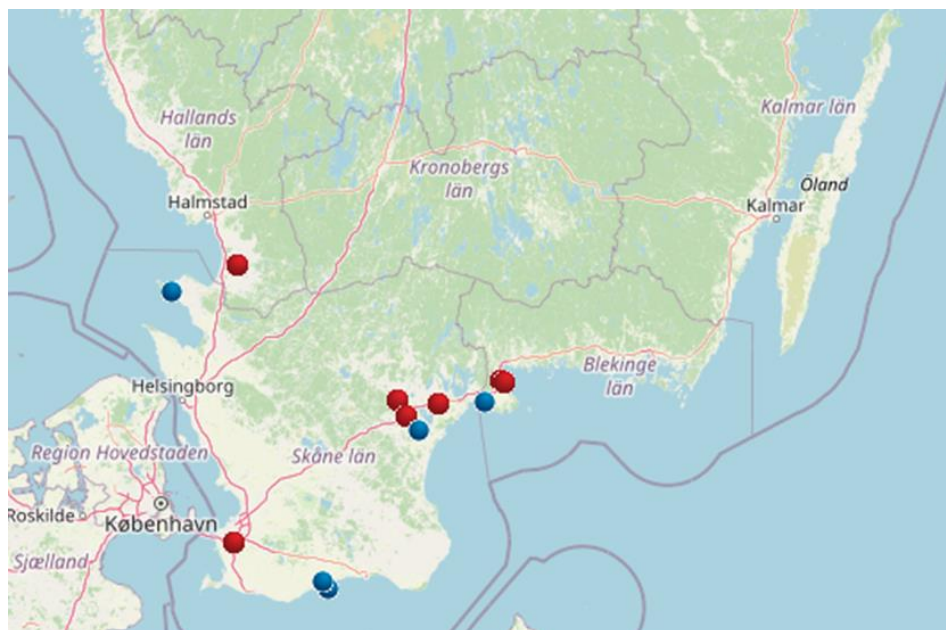 Hallands
län
Kalmar län
Kronobergs
län
Öland
Halmstad
Kalmar
Blekinge
län
Helsingborg
Region Hovedstaden
Skåne län
Roskilde
København
Sjælland